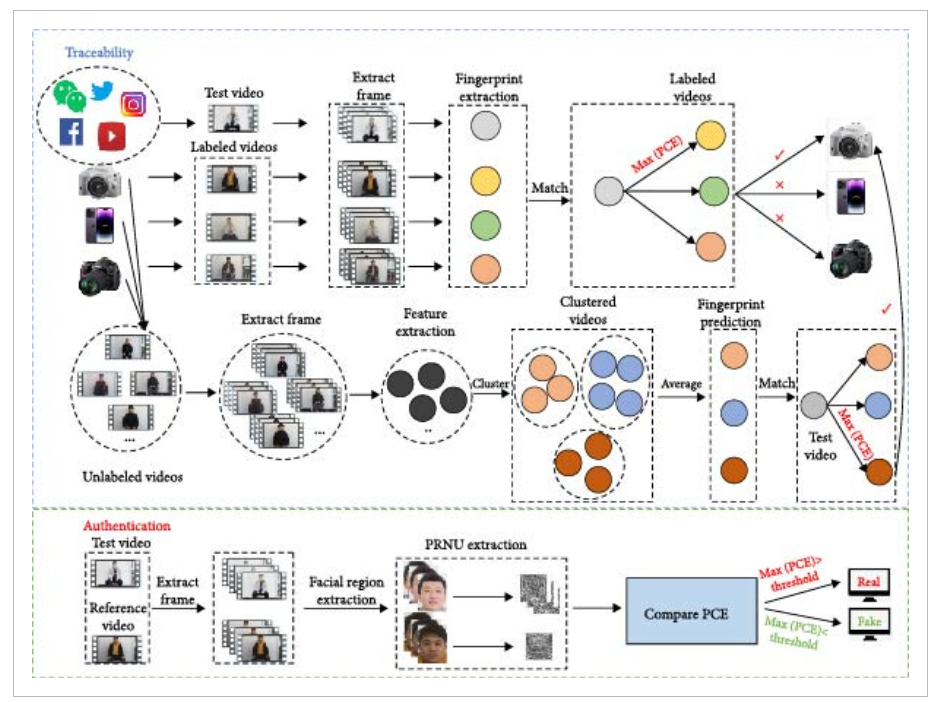 Traceability
Test video
Extract
frame
Fingerprint
extraction
Labeled
videos
Labeled videos
Max (PCE)
Match
✓
×
×
Extract frame
Feature
extraction
Clustered
videos
Fingerprint
prediction
✓
Cluster
Average
Match
Test
video
Max (PCE)
...
...
..
Unlabeled videos
Authentication
Test video
Reference
video
Extract
frame
Facial region
extraction
PRNU extraction
Compare PCE
Max (PCE)>
threshold
Real
Max (PCE)<
threshold
Fake